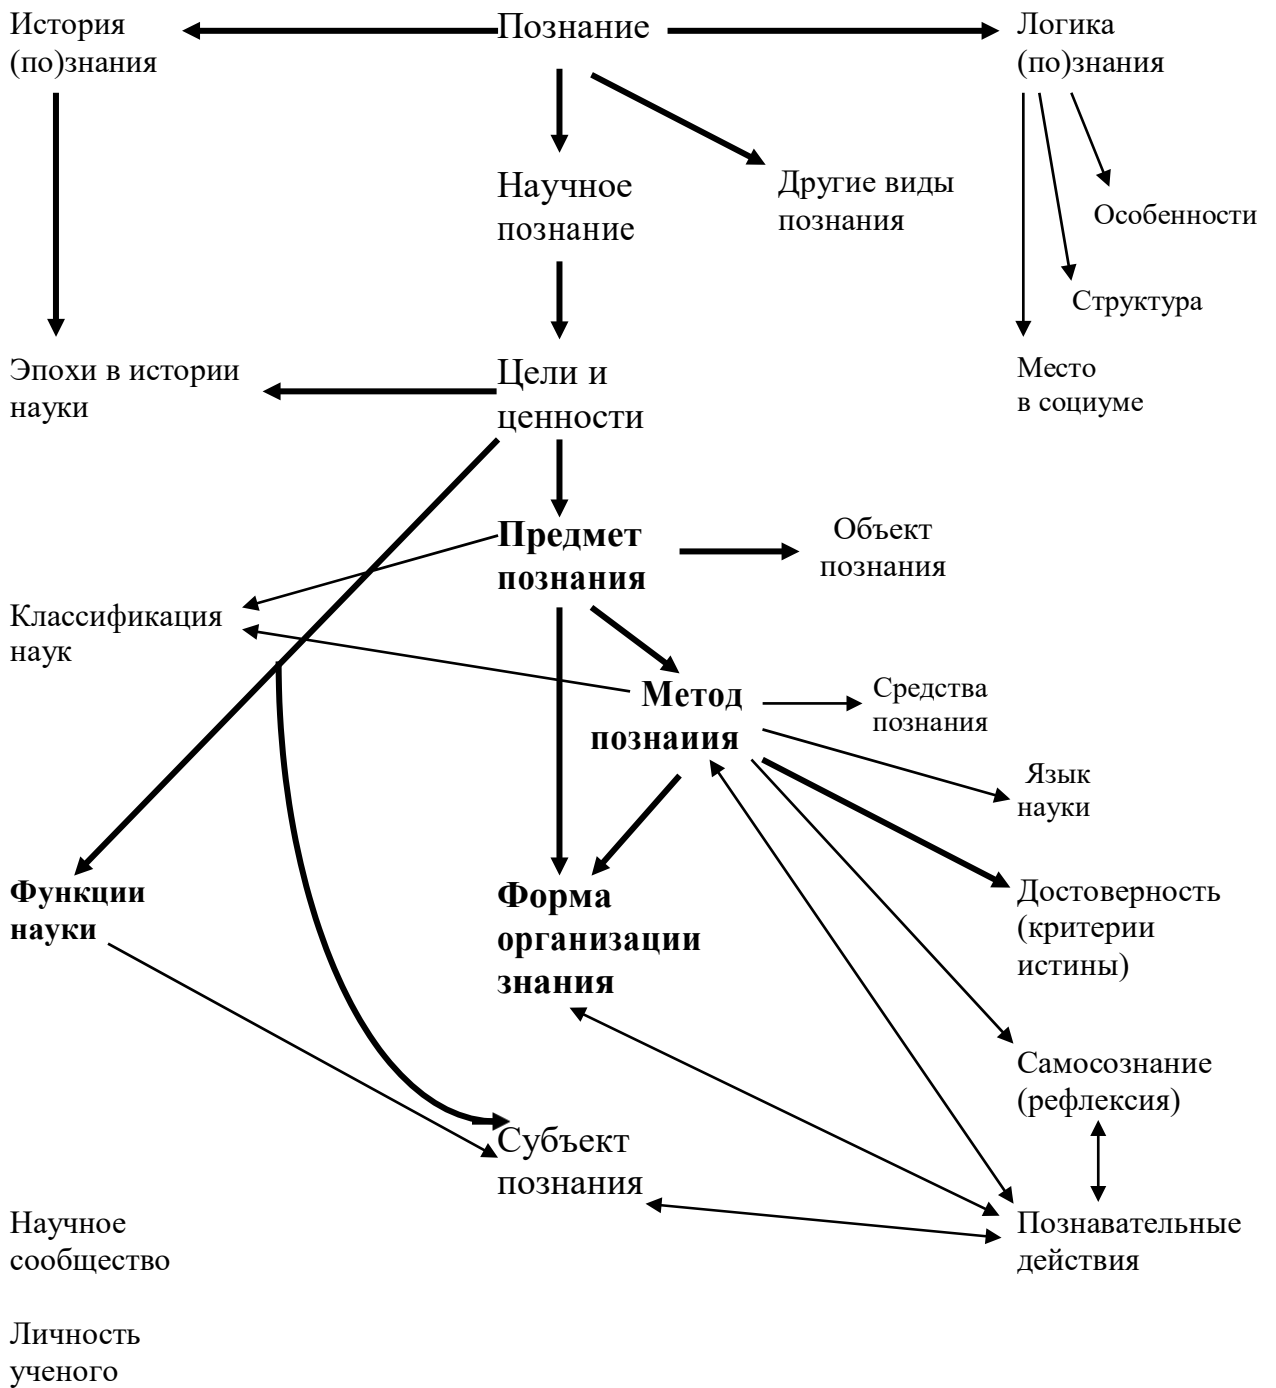 История
(по)знания
Познание
Логика
(по)знания
Научное
познание
Другие виды
познания
Особенности
Структура
Эпохи в истории
науки
Цели и
ценности
Место
в социуме
Предмет
познания
Объект
познания
Классификация
наук
Метод
познаиия
Средства
познания
Язык
науки
Функции
науки
Форма
организации
знания
Достоверность
(критерии
истины)
Самосознание
(рефлексия)
Субъект
познания
Научное
сообщество
Познавательные
действия
Личность
ученого